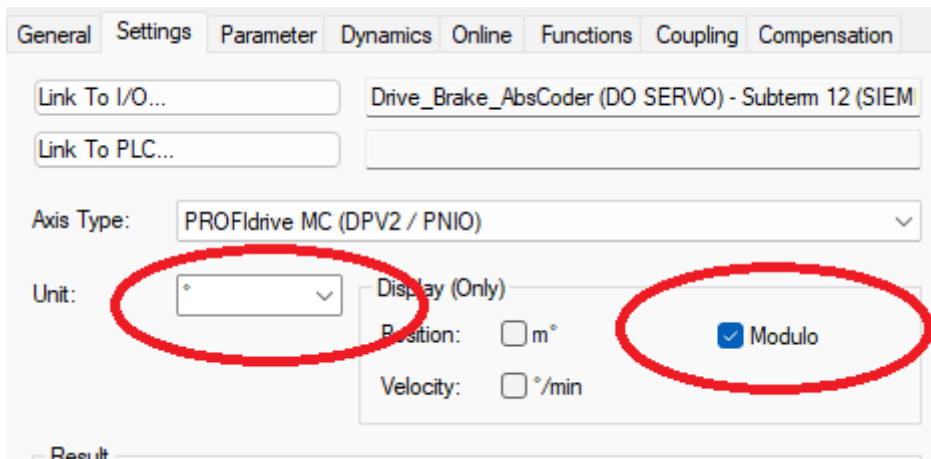 General Settings Parameter Dynamics Online Functions Coupling Compensation
Link To I/O... Drive_Brake_AbsCoder (DO SERVO) - Subterm 12 (SIEM
Link To PLC...
Axis Type: PROFIdrive MC (DPV2 / PNIO)
Unit: ° Display (Only)
Position: m° Modulo
Velocity: °/min
Result